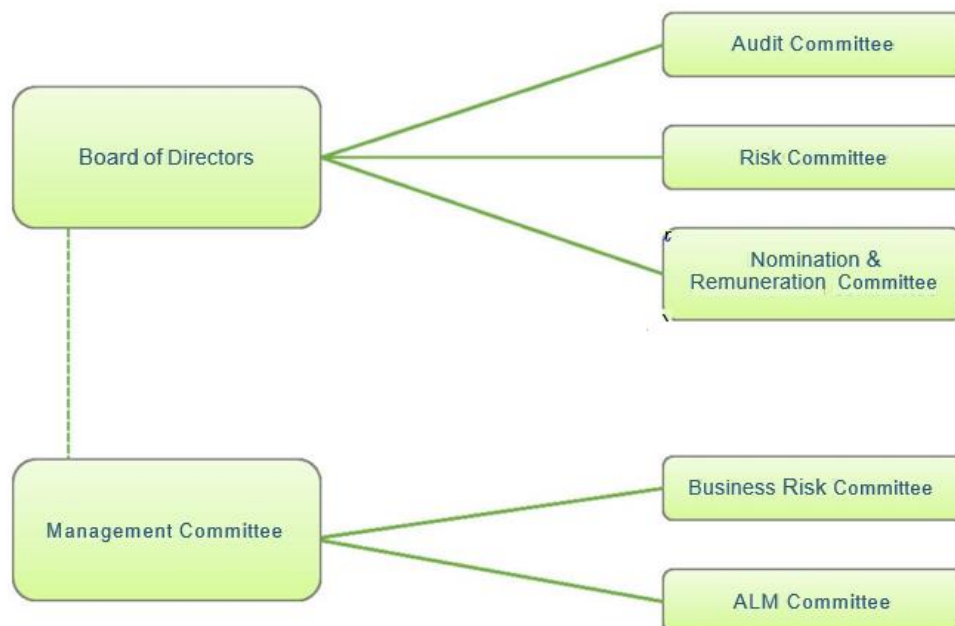 Audit Committee
Board of Directors
Risk Committee
Nomination &
Remuneration Committee
Business Risk Committee
Management Committee
ALM Committee